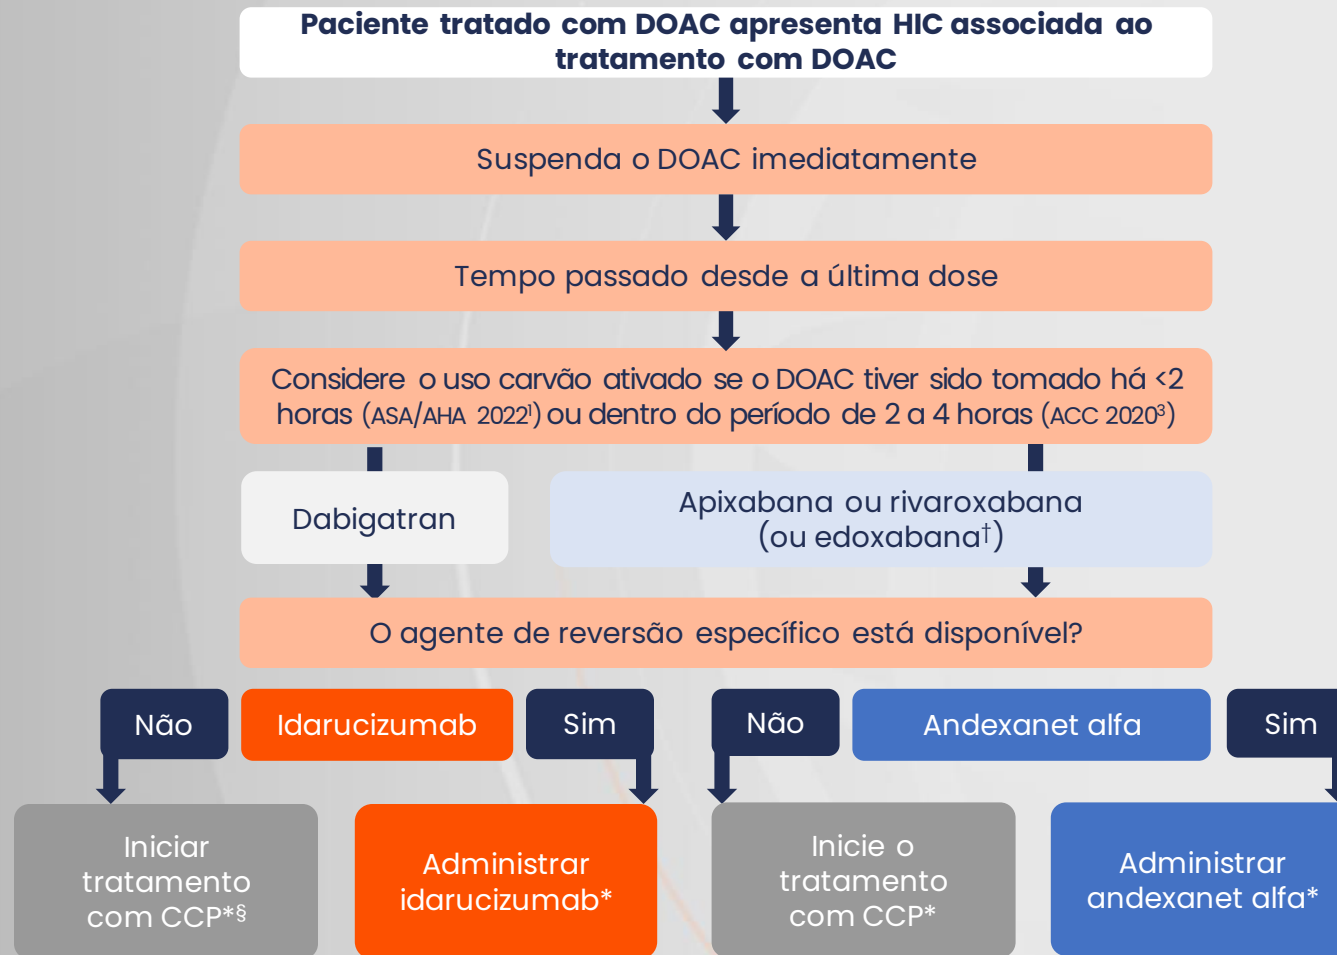 Paciente tratado com DOAC apresenta HIC associada ao
tratamento com DOAC
Suspenda o DOAC imediatamente
Tempo passado desde a última dose
Considere o uso carvão ativado se o DOAC tiver sido tomado há <2
horas (ASA/AHA 2022¹) ou dentro do período de 2 a 4 horas (ACC 2020³)
Dabigatran
Apixabana ou rivaroxabana
(ou edoxabana†)
O agente de reversão específico está disponível?
Não
Idarucizumab
Sim
Não
Andexanet alfa
Sim
Iniciar
tratamento
com CCP*§
Administrar
idarucizumab*
Inicie o
tratamento
com CCP*
Administrar
andexanet alfa*